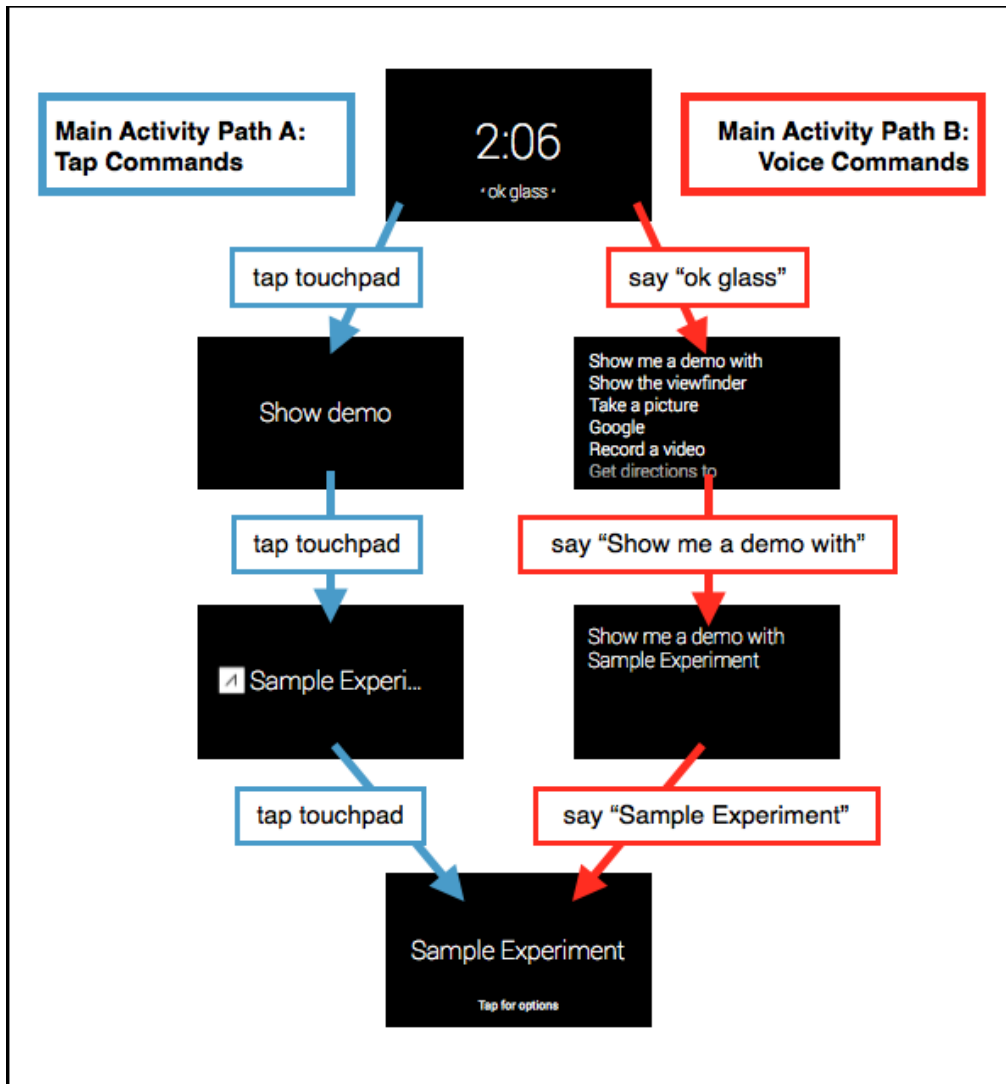 Main Activity Path A:
Tap Commands
2:06
ok glass
Main Activity Path B:
Voice Commands
tap touchpad
say “ok glass”
Show demo
Show me a demo with
Show the viewfinder
Take a picture
Google
Record a video
Get directions to
tap touchpad
say “Show me a demo with”
Sample Experi...
Show me a demo with
Sample Experiment
tap touchpad
say “Sample Experiment”
Sample Experiment
Tap for options